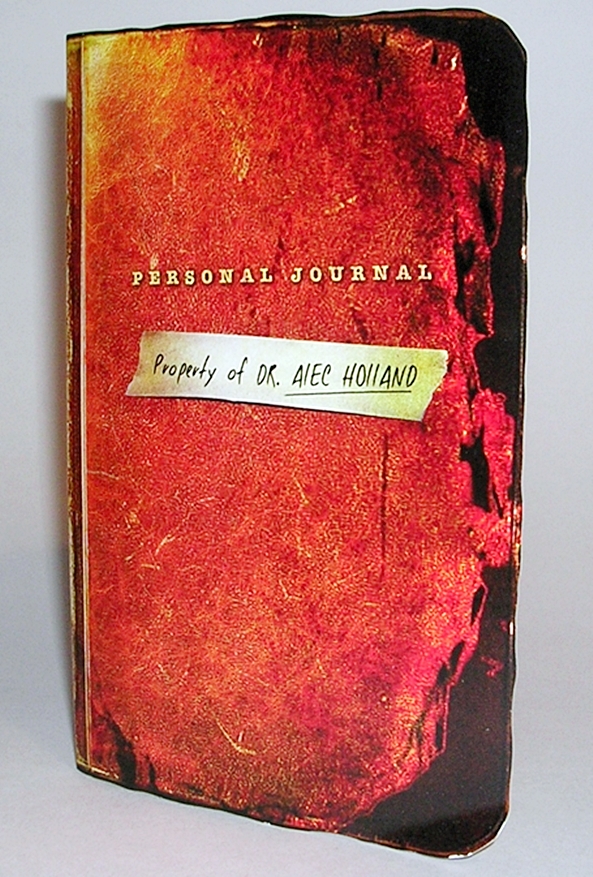 PERSONAL JOURNAL
Property of DR. AlEC HOllAND